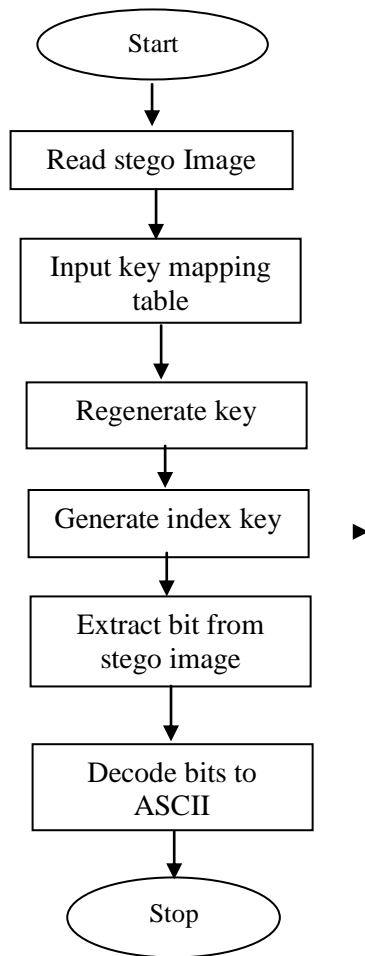 Start
Read stego Image
Input key mapping
table
Regenerate key
Generate index key
Extract bit from
stego image
Decode bits to
ASCII
Stop